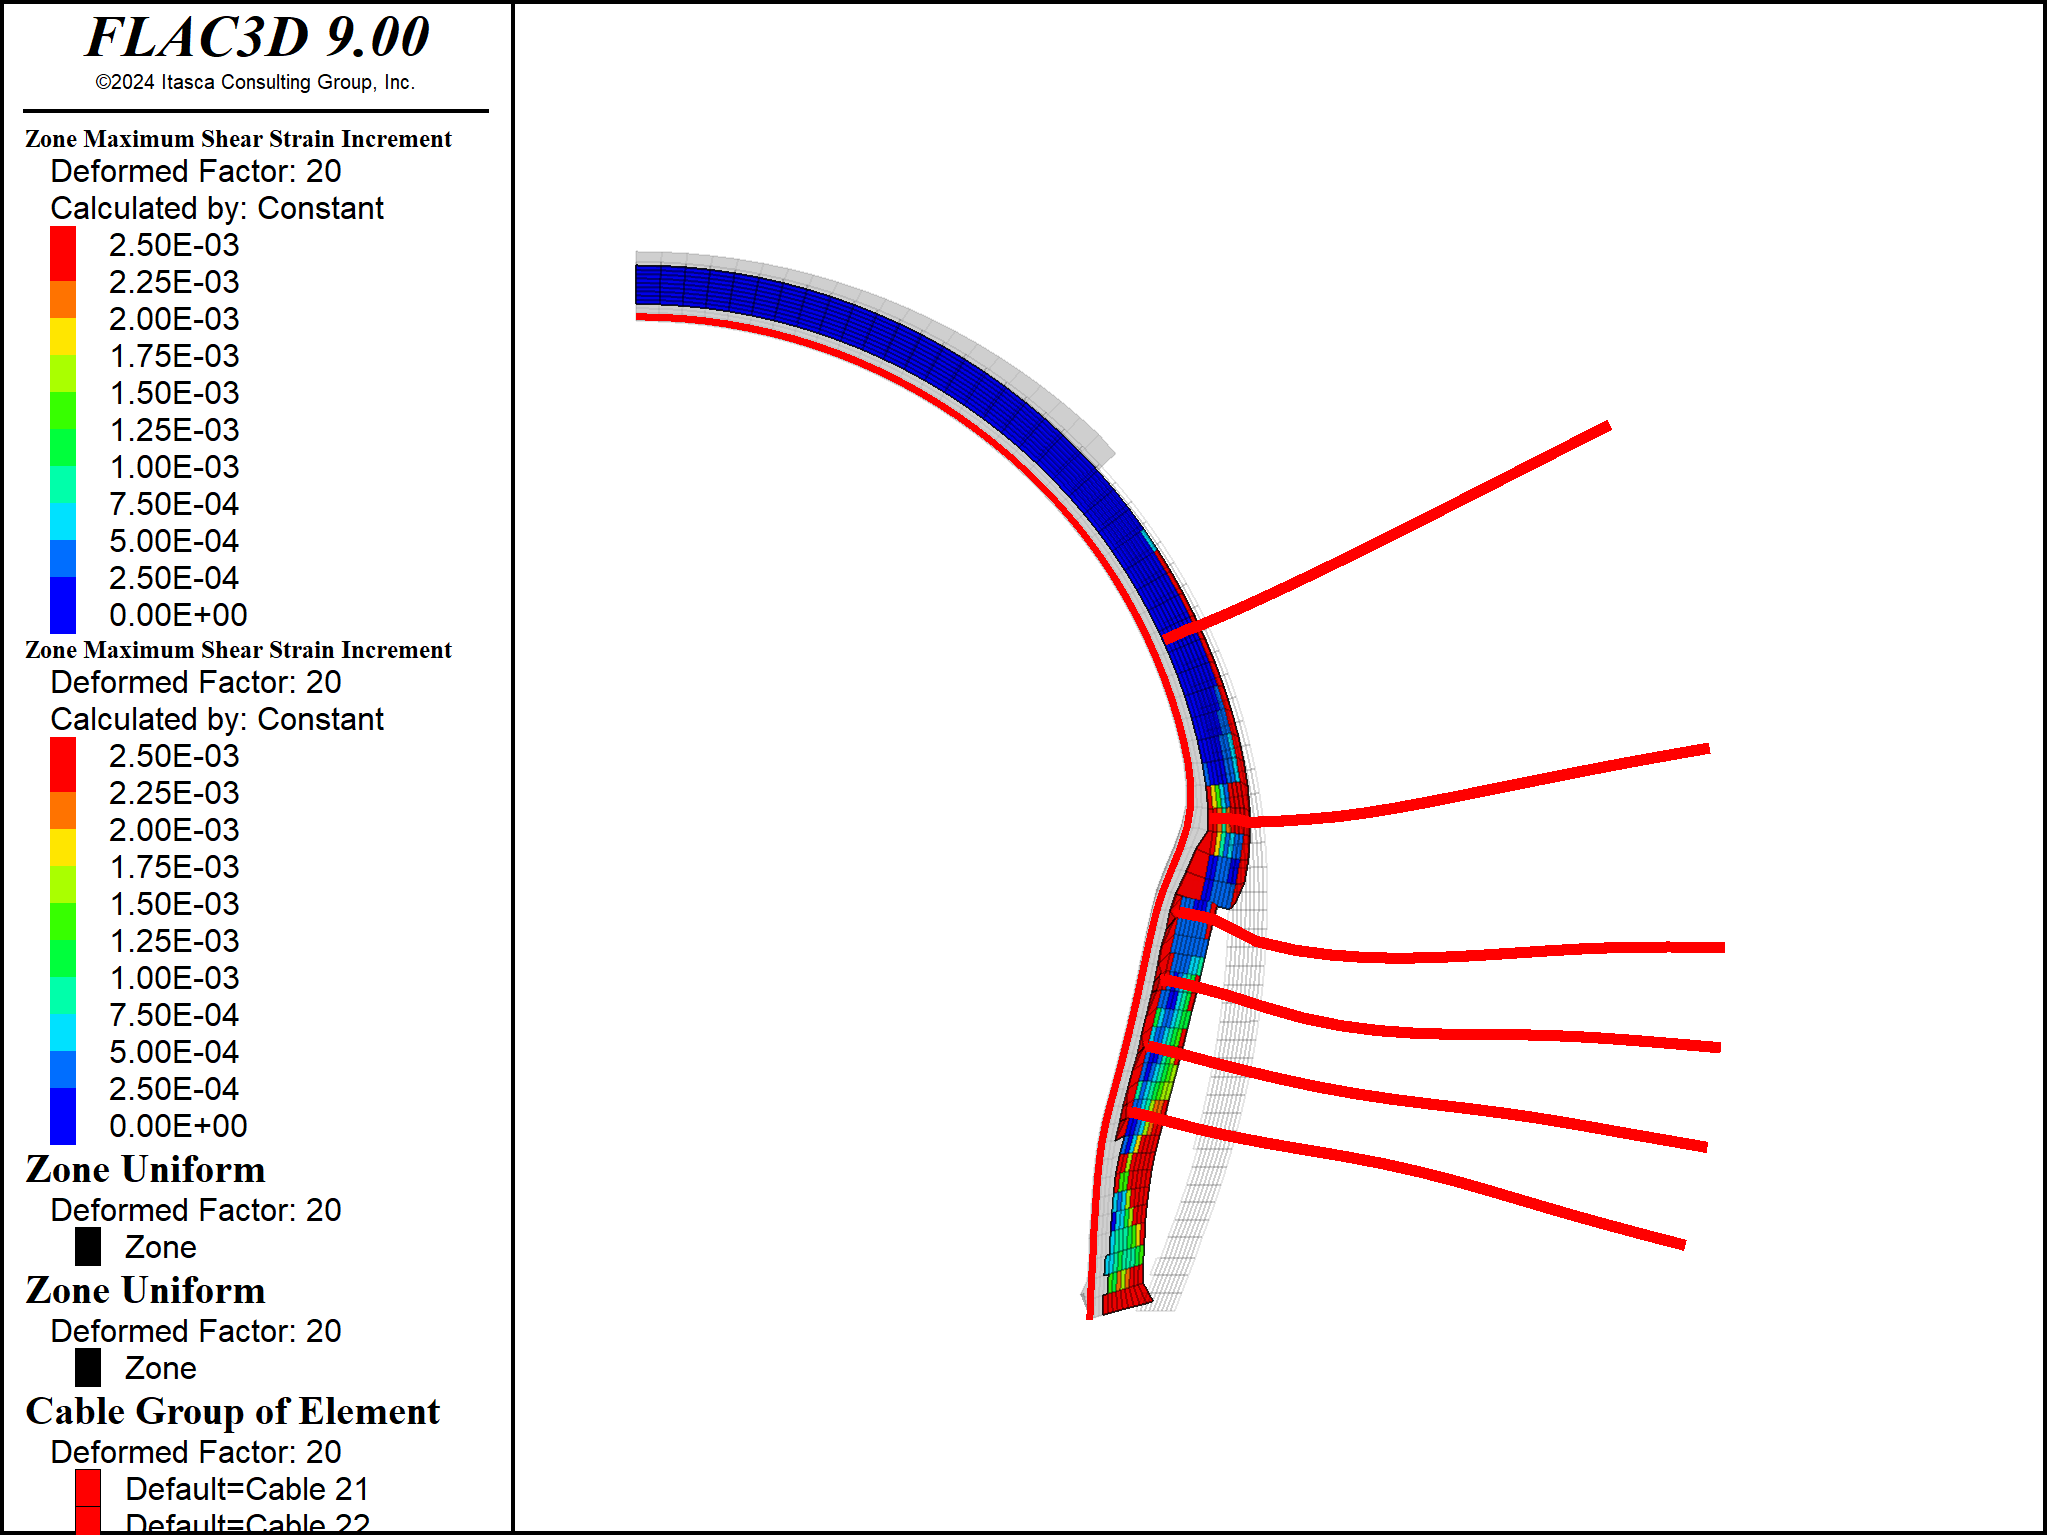 FLAC3D 9.00
©2024 Itasca Consulting Group, Inc.
Zone Maximum Shear Strain Increment
Deformed Factor: 20
Calculated by: Constant
2.50E-03
2.25E-03
2.00E-03
1.75E-03
1.50E-03
1.25E-03
1.00E-03
7.50E-04
5.00E-04
2.50E-04
0.00E+00
Zone Maximum Shear Strain Increment
Deformed Factor: 20
Calculated by: Constant
2.50E-03
2.25E-03
2.00E-03
1.75E-03
1.50E-03
1.25E-03
1.00E-03
7.50E-04
5.00E-04
2.50E-04
0.00E+00
Zone Uniform
Deformed Factor: 20
Zone
Zone Uniform
Deformed Factor: 20
Zone
Cable Group of Element
Deformed Factor: 20
Default=Cable 21
Default=Cable 22